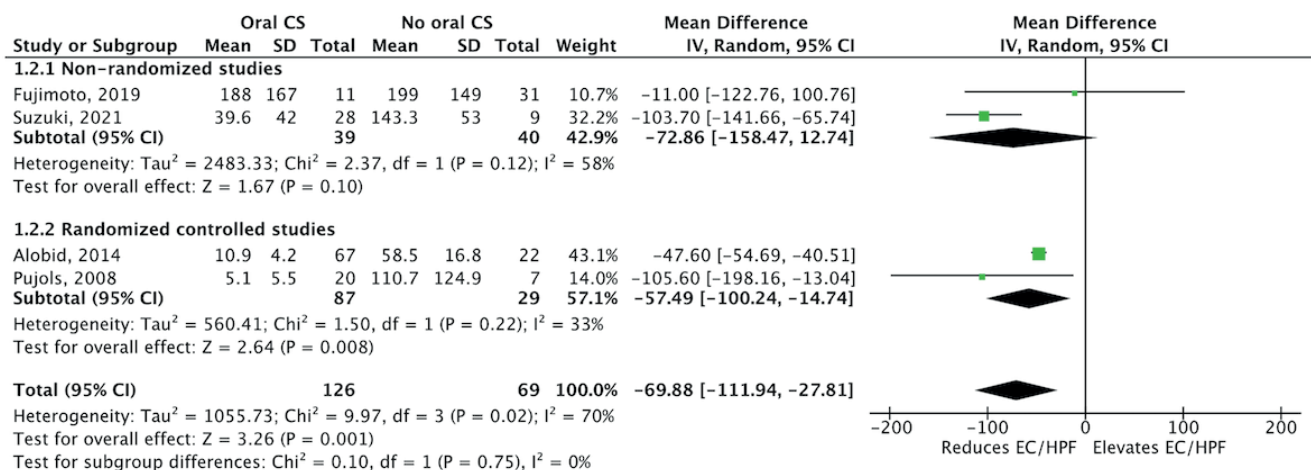 Oral CS No oral CS Mean Difference Mean Difference
Study or Subgroup Mean SD Total Mean SD Total Weight IV, Random, 95% CI IV, Random, 95% CI
1.2.1 Non-randomized studies
Fujimoto, 2019 188 167 11 199 149 31 10.7% −11.00 [−122.76, 100.76]
Suzuki, 2021 39.6 42 28 143.3 53 9 32.2% −103.70 [−141.66, −65.74]
Subtotal (95% CI) 39 40 42.9% −72.86 [−158.47, 12.74]
Heterogeneity: Tau² = 2483.33; Chi² = 2.37, df = 1 (P = 0.12); I² = 58%
Test for overall effect: Z = 1.67 (P = 0.10)
1.2.2 Randomized controlled studies
Alobid, 2014 10.9 4.2 67 58.5 16.8 22 43.1% −47.60 [−54.69, −40.51]
Pujols, 2008 5.1 5.5 20 110.7 124.9 7 14.0% −105.60 [−198.16, −13.04]
Subtotal (95% CI) 87 29 57.1% −57.49 [−100.24, −14.74]
Heterogeneity: Tau² = 560.41; Chi² = 1.50, df = 1 (P = 0.22); I² = 33%
Test for overall effect: Z = 2.64 (P = 0.008)
Total (95% CI) 126 69 100.0% −69.88 [−111.94, −27.81]
Heterogeneity: Tau² = 1055.73; Chi² = 9.97, df = 3 (P = 0.02); I² = 70%
Test for overall effect: Z = 3.26 (P = 0.001)
Test for subgroup differences: Chi² = 0.10, df = 1 (P = 0.75), I² = 0%
−200 −100 0 100 200
Reduces EC/HPF Elevates EC/HPF